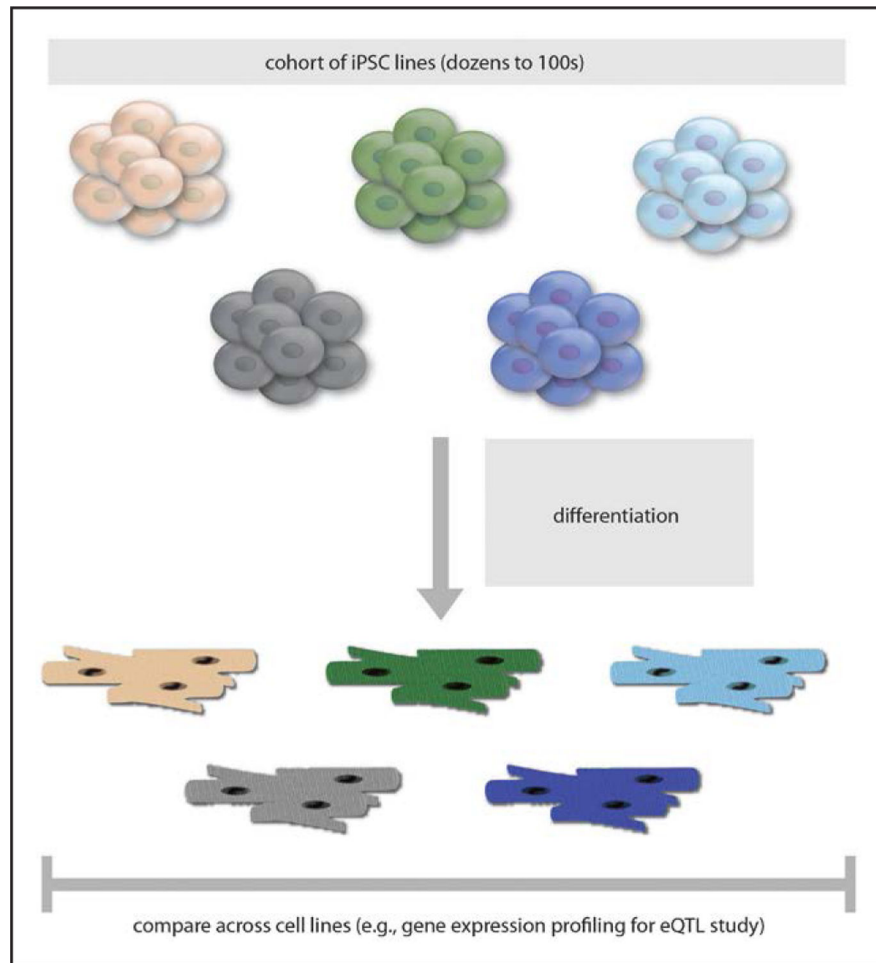 cohort of iPSC lines (dozens to 100s)
differentiation
compare across cell lines (e.g., gene expression profiling for eQTL study)